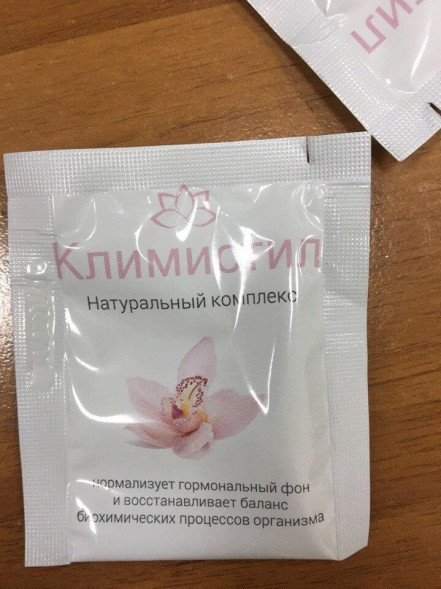 Климистил
Натуральный комплекс
нормализует гормональный фон
и восстанавливает баланс
биохимических процессов организма